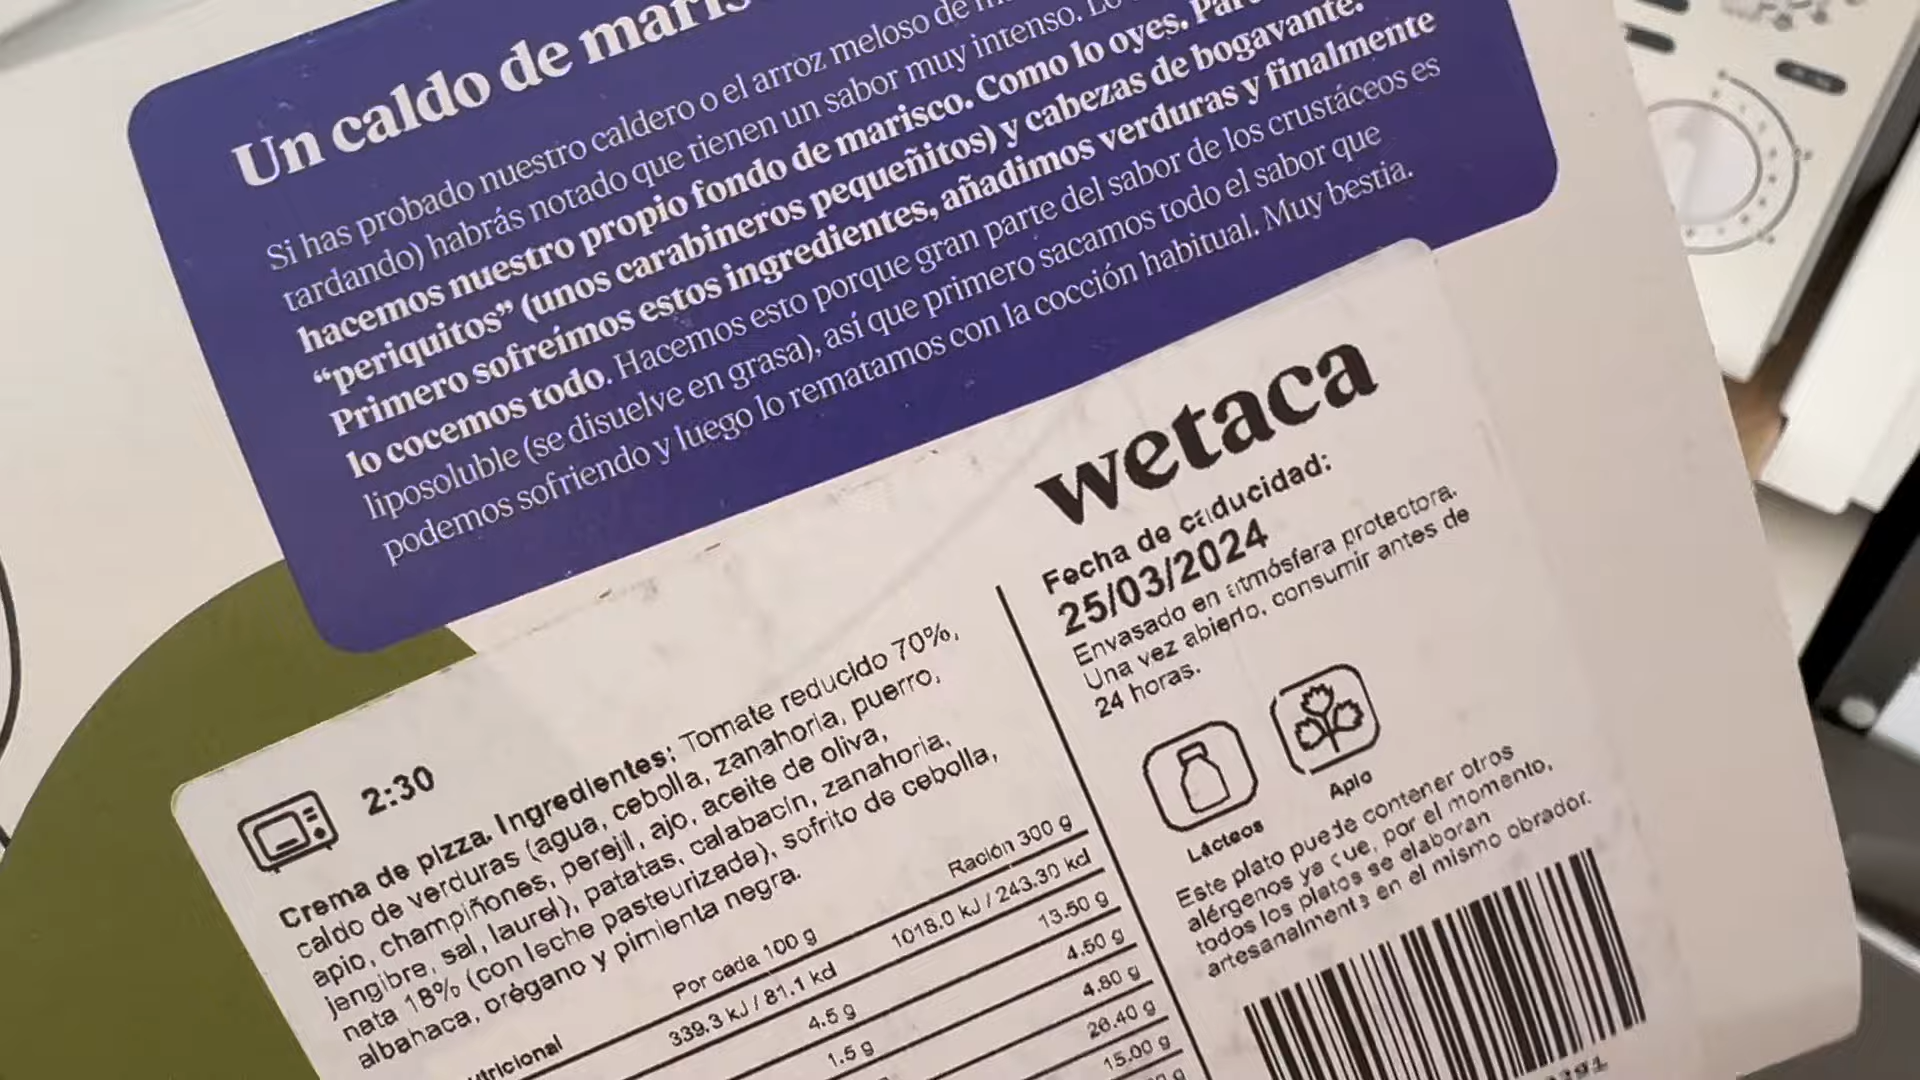 Un caldo de maris
Si has probado nuestro caldero o el arroz meloso de
tardando) habrás notado que tienen un sabor muy intenso. Lo
hacemos nuestro propio fondo de marisco. Como lo oyes. Par
“periquitos” (unos carabineros pequeñitos) y cabezas de bogavante.
Primero sofreímos estos ingredientes, añadimos verduras y finalmente
lo cocemos todo. Hacemos esto porque gran parte del sabor de los crustáceos es
liposoluble (se disuelve en grasa), así que primero sacamos todo el sabor que
podemos sofriendo y luego lo rematamos con la cocción habitual. Muy bestia.
wetaca
Fecha de caducidad:
25/03/2024
Envasado en atmósfera protectora.
Una vez abierto, consumir antes de
24 horas.
Lácteos
Apio
Este plato puede contener otros
alérgenos ya que, por el momento,
todos los platos se elaboran
artesanalmente en el mismo obrador.
2:30
Crema de pizza. Ingredientes: Tomate reducido 70%,
caldo de verduras (agua, cebolla, zanahoria, puerro,
apio, champiñones, perejil, ajo, aceite de oliva,
jengibre, sal, laurel), patatas, calabacín, zanahoria,
nata 18% (con leche pasteurizada), sofrito de cebolla,
albahaca, orégano y pimienta negra.
utricional Por cada 100 g Ración 300 g
339.3 kJ / 81.1 kcl 1018.0 kJ / 243.30 kcl
4.5 g 13.50 g
1.5 g 4.50 g
4.80 g
26.40 g
15.00 g